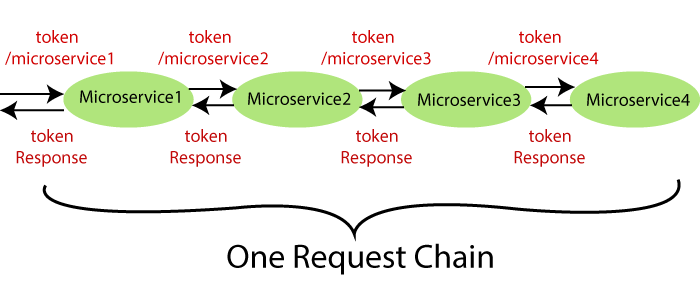 token
/microservice1
token
/microservice2
token
/microservice3
token
/microservice4
Microservice1
Microservice2
Microservice3
Microservice4
token
Response
token
Response
token
Response
token
Response
One Request Chain